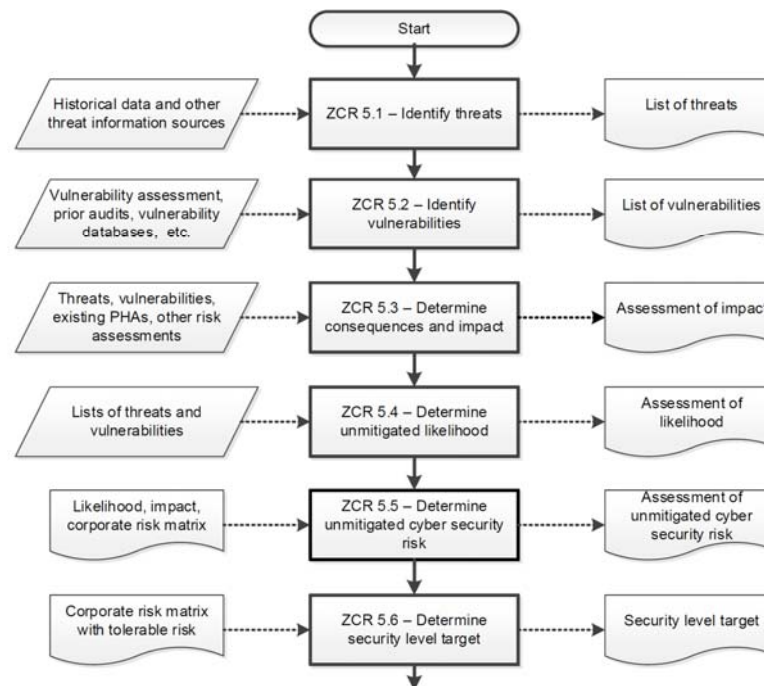 Start
Historical data and other
threat information sources
ZCR 5.1 – Identify threats
List of threats
Vulnerability assessment,
prior audits, vulnerability
databases, etc.
ZCR 5.2 – Identify
vulnerabilities
List of vulnerabilities
Threats, vulnerabilities,
existing PHAs, other risk
assessments
ZCR 5.3 – Determine
consequences and impact
Assessment of impact
Lists of threats and
vulnerabilities
ZCR 5.4 – Determine
unmitigated likelihood
Assessment of
likelihood
Likelihood, impact,
corporate risk matrix
ZCR 5.5 – Determine
unmitigated cyber security
risk
Assessment of
unmitigated cyber
security risk
Corporate risk matrix
with tolerable risk
ZCR 5.6 – Determine
security level target
Security level target